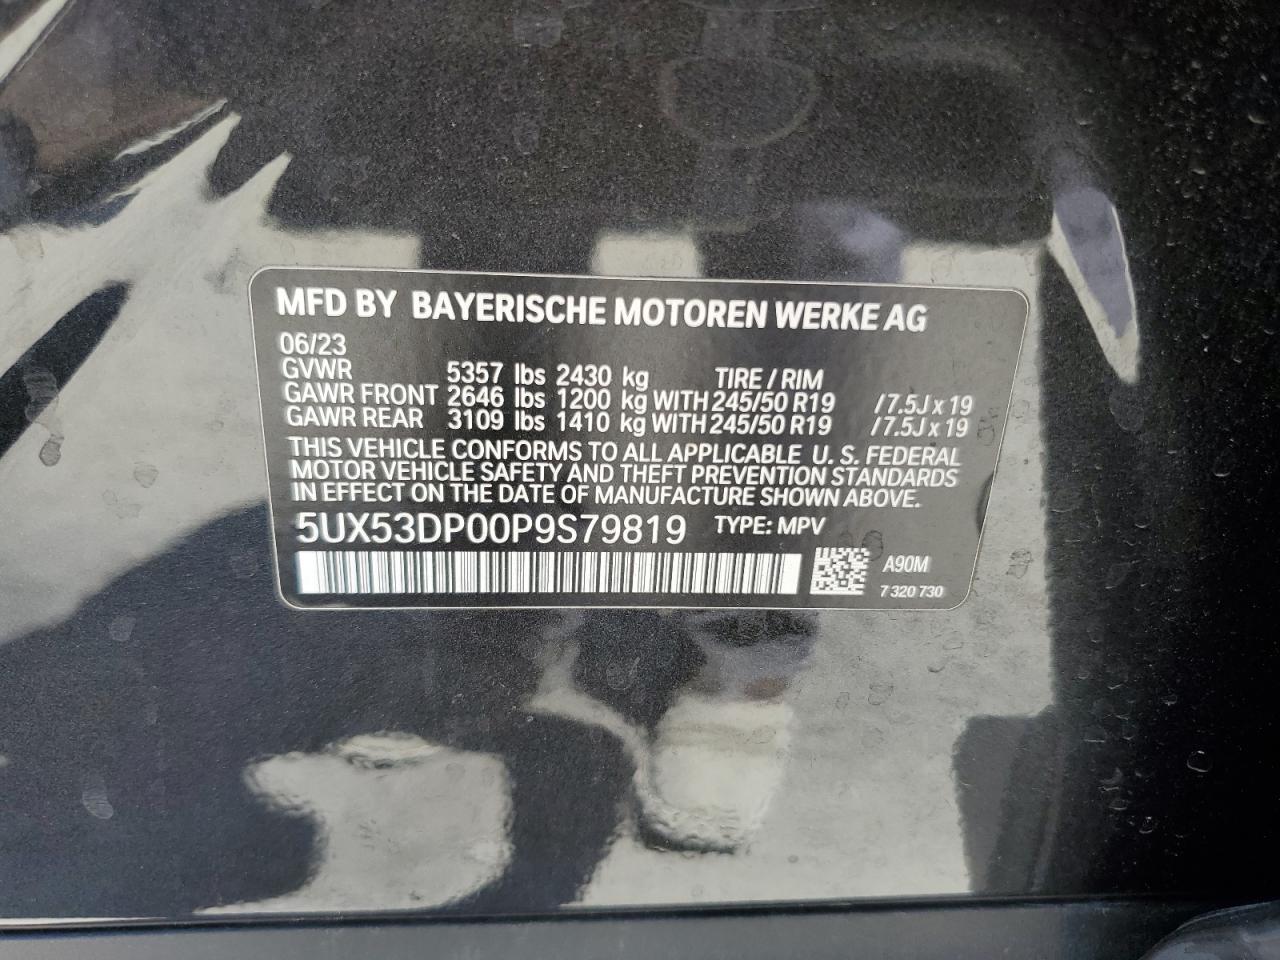 MFD BY BAYERISCHE MOTOREN WERKE AG
06/23
GVWR 5357 lbs 2430 kg TIRE / RIM
GAWR FRONT 2646 lbs 1200 kg WITH 245/50 R19 / 7.5J x 19
GAWR REAR 3109 lbs 1410 kg WITH 245/50 R19 / 7.5J x 19
THIS VEHICLE CONFORMS TO ALL APPLICABLE U. S. FEDERAL
MOTOR VEHICLE SAFETY AND THEFT PREVENTION STANDARDS
IN EFFECT ON THE DATE OF MANUFACTURE SHOWN ABOVE.
5UX53DP00P9S79819 TYPE: MPV
A90M
7 320 730